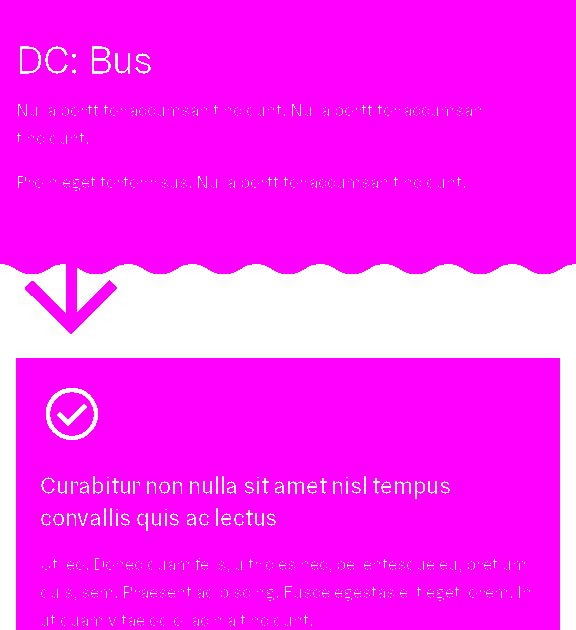 DC: Bus
Nulla porttitor accumsan tincidunt. Nulla porttitor accumsan
tincidunt.
Proin eget tortor risus. Nulla porttitor accumsan tincidunt.
Curabitur non nulla sit amet nisl tempus
convallis quis ac lectus
Ut leo. Donec quam felis, ultricies nec, pellentesque eu, pretium
quis, sem. Praesent adipiscing. Fusce egestas elit eget lorem. In
ut quam vitae odio lacinia tincidunt.